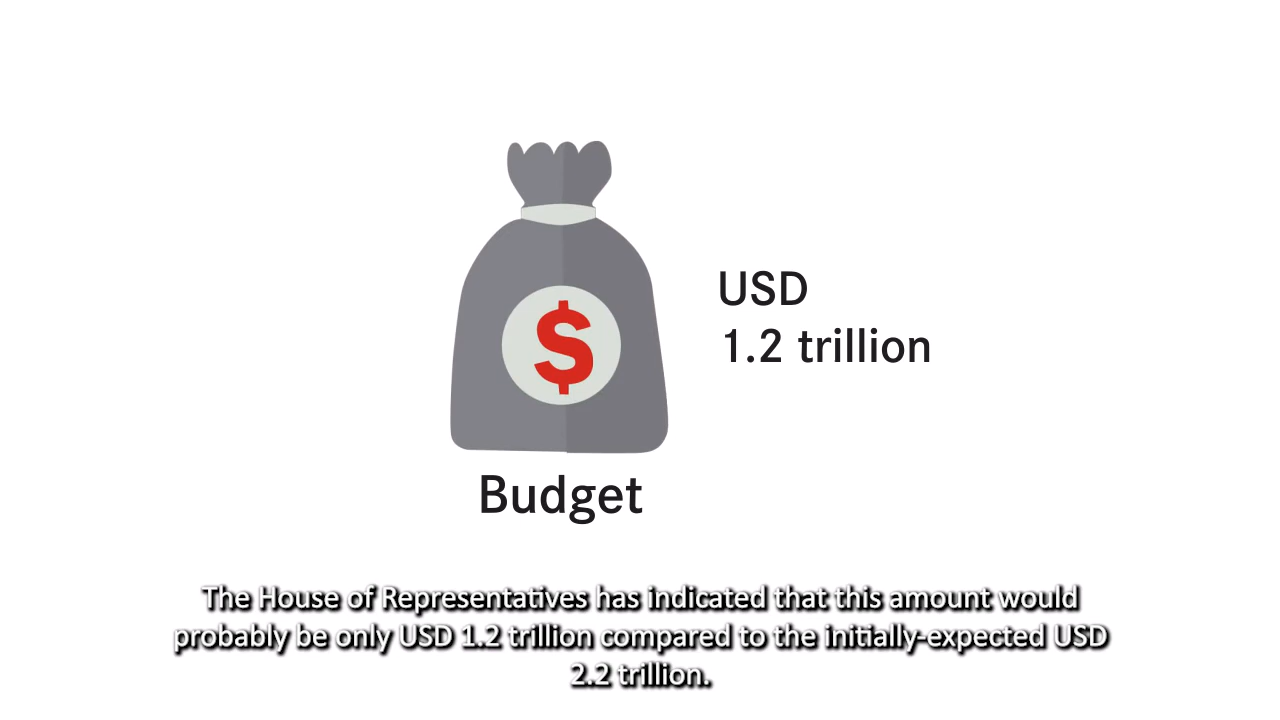 $
USD
1.2 trillion
Budget
The House of Representatives has indicated that this amount would
probably be only USD 1.2 trillion compared to the initially-expected USD
2.2 trillion.